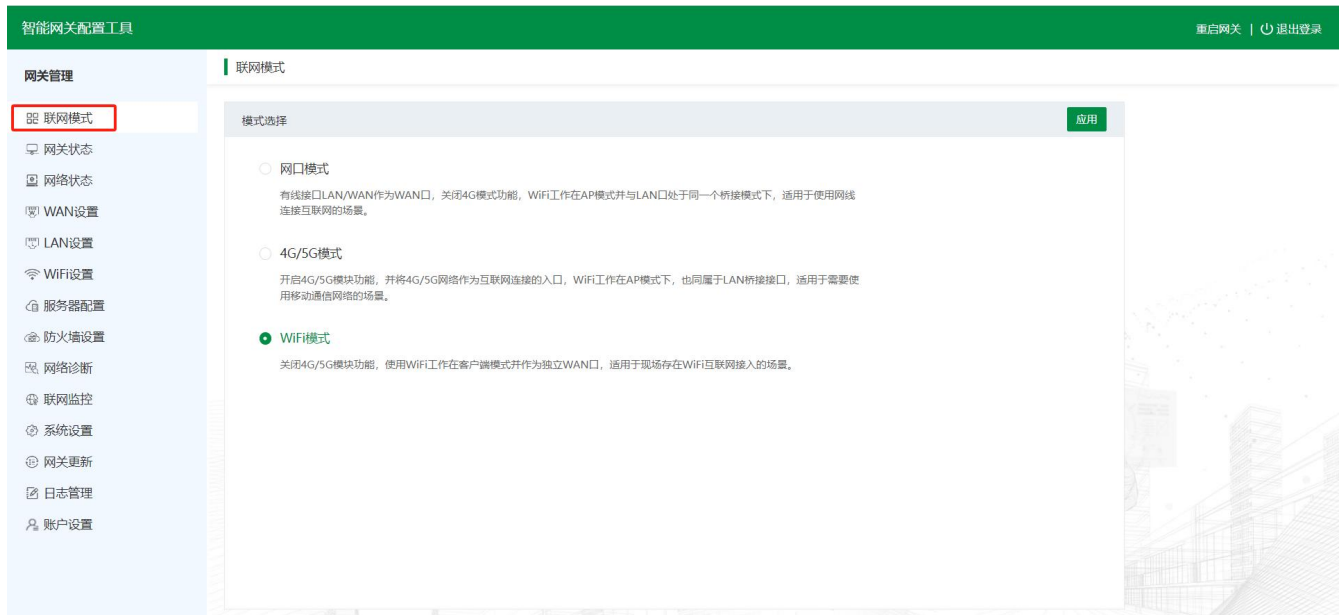 智能网关配置工具
重启网关 | 退出登录
网关管理
联网模式
联网模式
网关状态
网络状态
WAN设置
LAN设置
WiFi设置
服务器配置
防火墙设置
网络诊断
联网监控
系统设置
网关更新
日志管理
账户设置
模式选择
应用
网口模式
有线接口LAN/WAN作为WAN口，关闭4G模式功能，WiFi工作在AP模式并与LAN口处于同一个桥接模式下，适用于使用网线
连接互联网的场景。
4G/5G模式
开启4G/5G模块功能，并将4G/5G网络作为互联网连接的入口，WiFi工作在AP模式下，也同属于LAN桥接接口，适用于需要使
用移动通信网络的场景。
WiFi模式
关闭4G/5G模块功能，使用WiFi工作在客户端模式并作为独立WAN口，适用于现场存在WiFi互联网接入的场景。